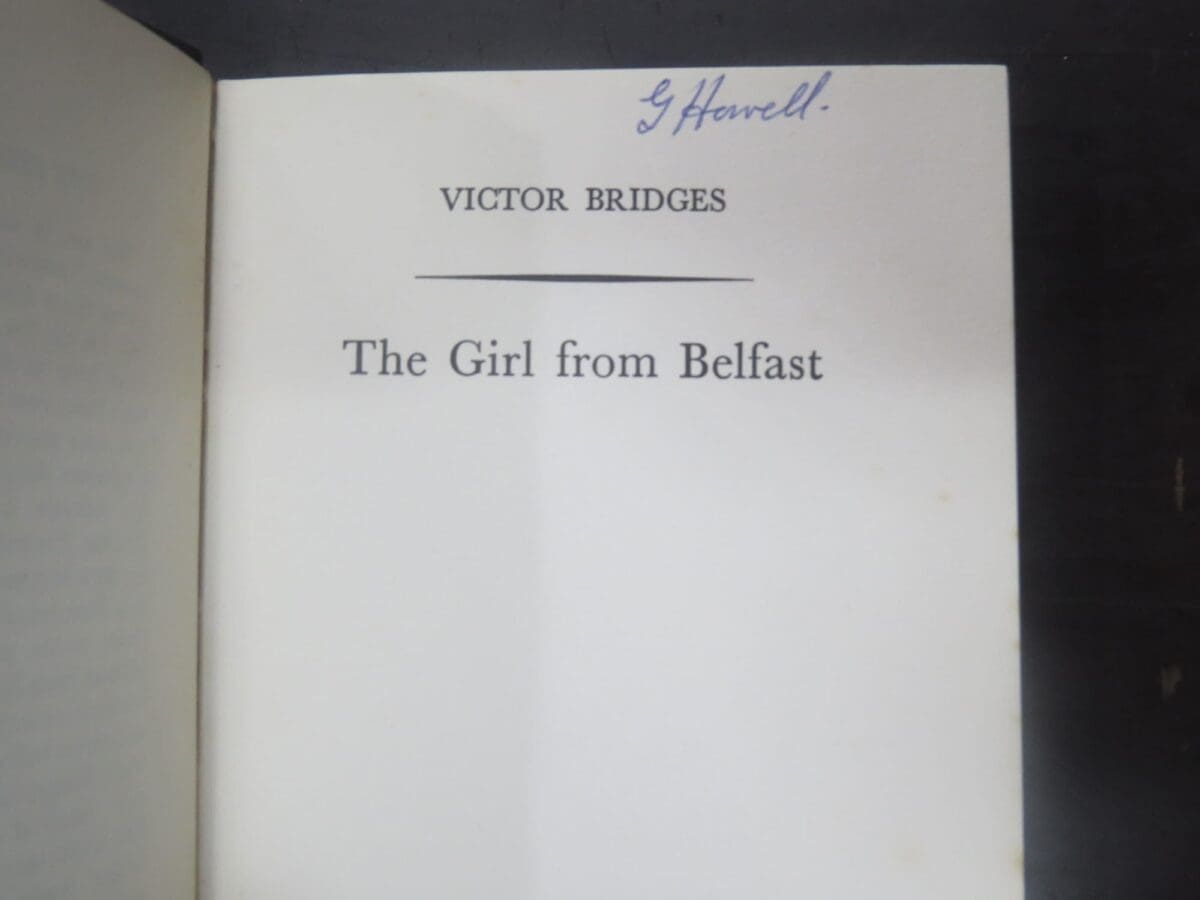 G Howell.
VICTOR BRIDGES
The Girl from Belfast